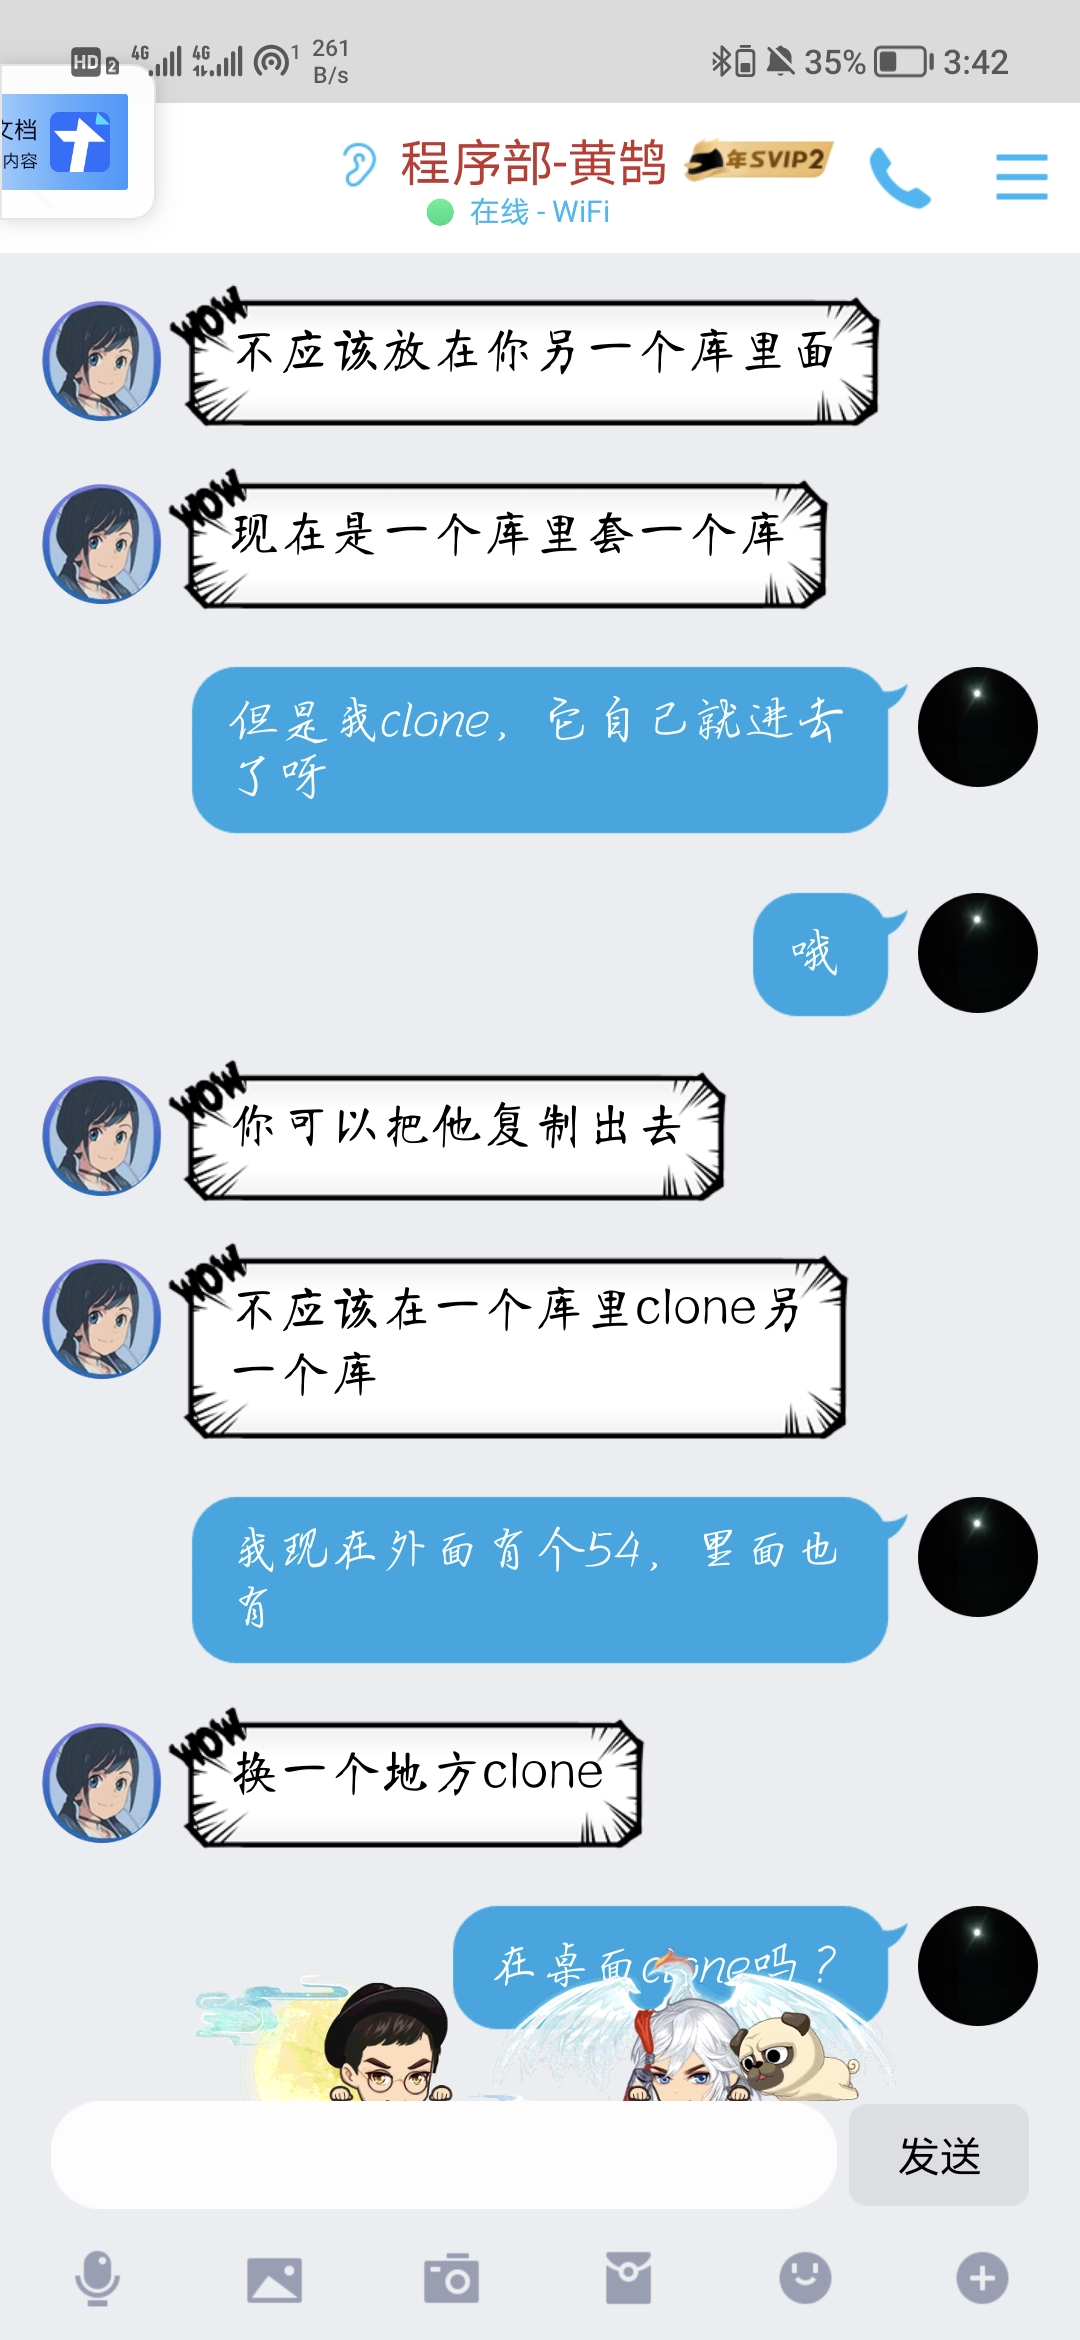 HD 2 4G 4G 1 261 B/s 35% 3:42
文档
内容
程序部-黄鹄 年SVIP2
在线 - WiFi
WOW
不应该放在你另一个库里面
WOW
现在是一个库里套一个库
但是我clone，它自己就进去
了呀
哦
WOW
你可以把他复制出去
WOW
不应该在一个库里clone另
一个库
我现在外面有个54，里面也
有
WOW
换一个地方clone
在桌面clone吗？
发送